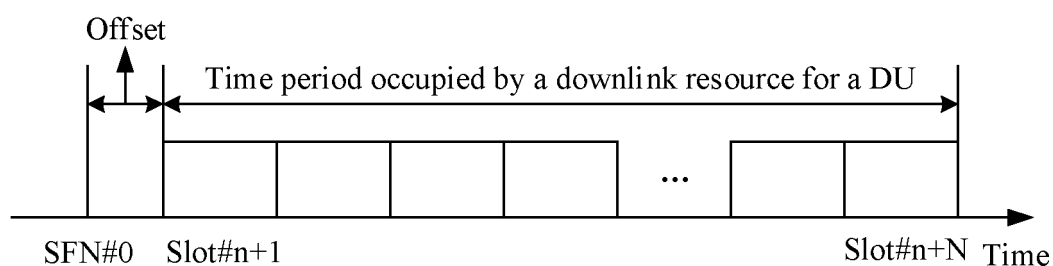 Offset
Time period occupied by a downlink resource for a DU
...
SFN#0 Slot#n+1 Slot#n+N Time